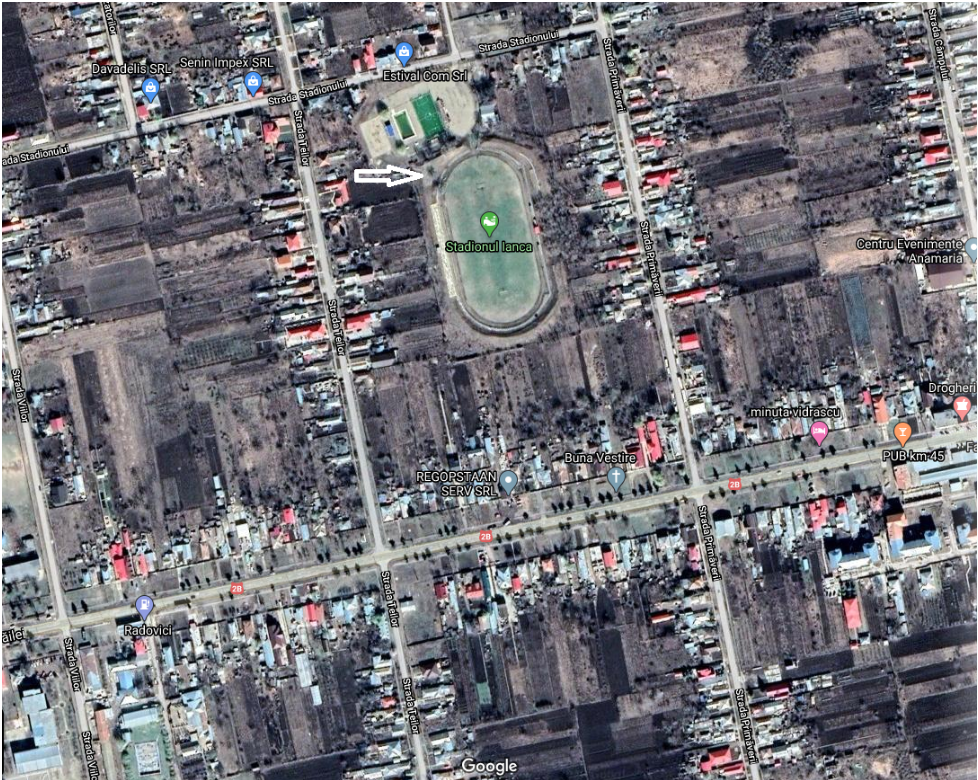 Strada Câmpului
Strada Stadionului
Strada Primăverii
Senin Impex SRL
Davadelis SRL
Estival Com Srl
Strada Stadionului
Strada Teilor
Stadionul Ianca
Strada Primăverii
Centru Evenimente
Anamaria
Strada Teilor
Strada Viilor
minuta vidrascu
PUB km 45
Buna Vestire
REGOPSTAAN
SERV SRL
2B
2B
2B
Strada Primăverii
Strada Teilor
Radovici
Strada Viilor
Strada Teilor
Strada Primăverii
Google